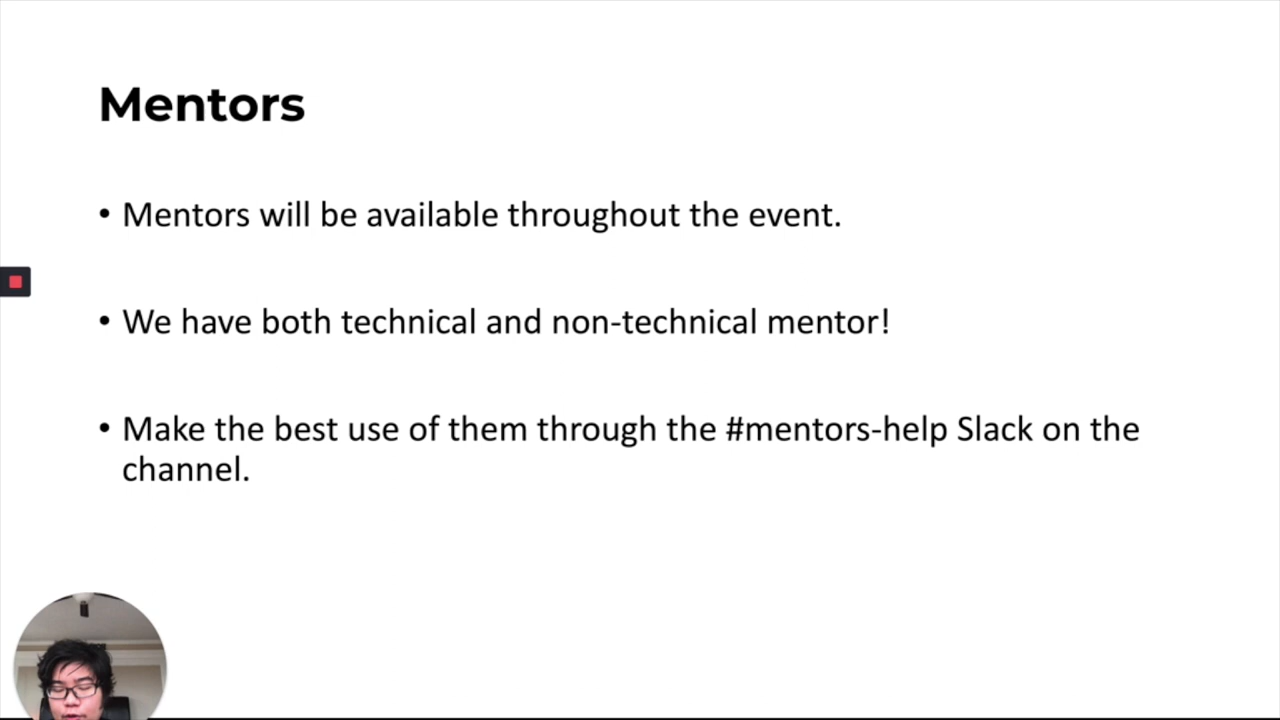 Mentors
• Mentors will be available throughout the event.
• We have both technical and non-technical mentor!
• Make the best use of them through the #mentors-help Slack on the
channel.